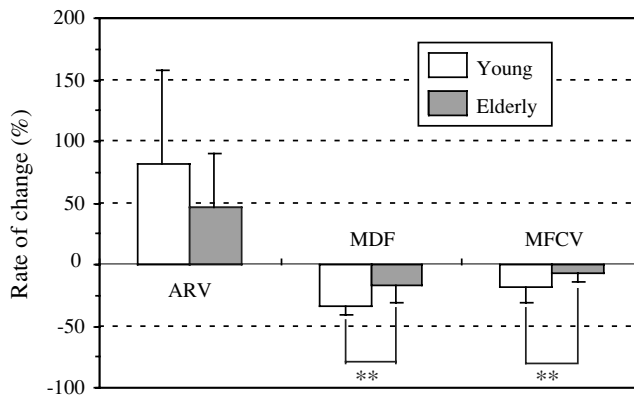 Rate of change (%)
200
150
100
50
0
-50
-100
Young
Elderly
ARV
MDF
MFCV
**
**